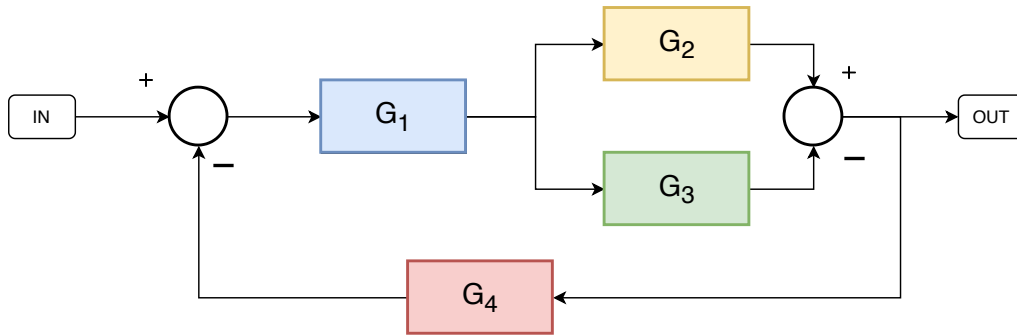 G₂
+
+
IN
G₁
OUT
−
−
G₃
G₄